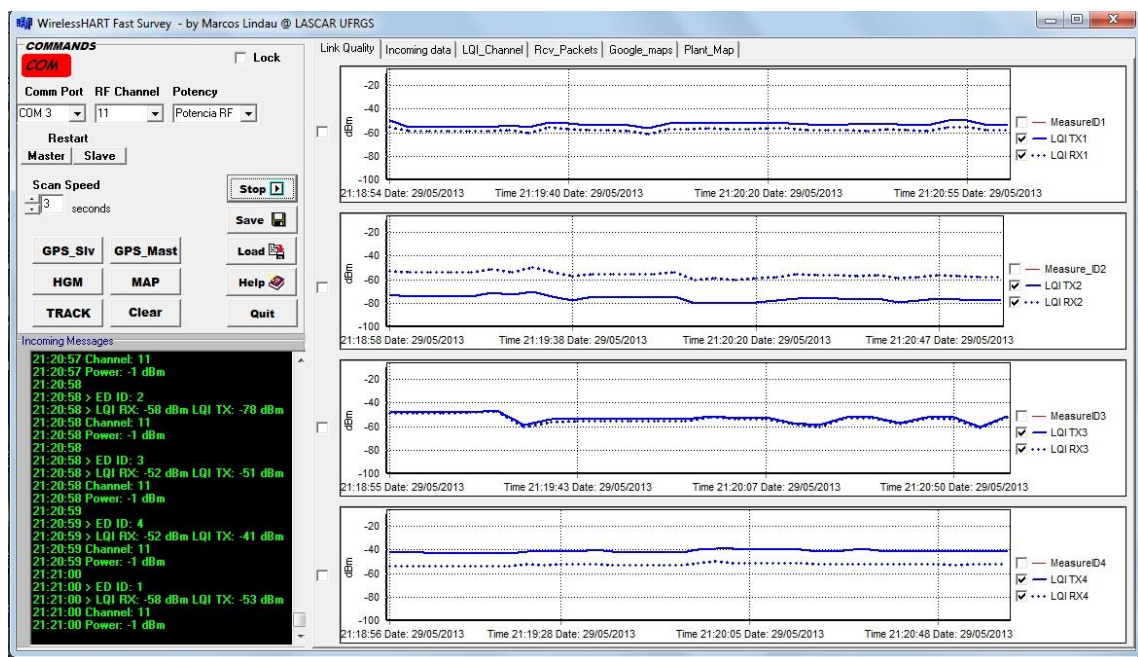 WirelessHART Fast Survey - by Marcos Lindau @ LASCAR UFRGS
COMMANDS
COM
Lock
Comm Port RF Channel Potency
COM 3 11 Potencia RF
Restart
Master Slave
Scan Speed
3 seconds
Stop
Save
GPS_Slv GPS_Mast Load
HGM MAP Help
TRACK Clear Quit
Incoming Messages
21:20:57 Channel: 11
21:20:57 Power: -1 dBm
21:20:58
21:20:58 > ED ID: 2
21:20:58 > LQI RX: -58 dBm LQI TX: -78 dBm
21:20:58 Channel: 11
21:20:58 Power: -1 dBm
21:20:58
21:20:58 > ED ID: 3
21:20:58 > LQI RX: -52 dBm LQI TX: -51 dBm
21:20:58 Channel: 11
21:20:58 Power: -1 dBm
21:20:59
21:20:59 > ED ID: 4
21:20:59 > LQI RX: -52 dBm LQI TX: -41 dBm
21:20:59 Channel: 11
21:20:59 Power: -1 dBm
21:21:00
21:21:00 > ED ID: 1
21:21:00 > LQI RX: -58 dBm LQI TX: -53 dBm
21:21:00 Channel: 11
21:21:00 Power: -1 dBm
Link Quality Incoming data LQI_Channel Rcv_Packets Google_maps Plant_Map
-20
-40
-60
-80
-100
dBm
21:18:54 Date: 29/05/2013 Time 21:19:40 Date: 29/05/2013 Time 21:20:20 Date: 29/05/2013 Time 21:20:55 Date: 29/05/2013
MeasureID1
LQI TX1
LQI RX1
-20
-40
-60
-80
-100
dBm
21:18:58 Date: 29/05/2013 Time 21:19:38 Date: 29/05/2013 Time 21:20:20 Date: 29/05/2013 Time 21:20:47 Date: 29/05/2013
Measure_ID2
LQI TX2
LQI RX2
-20
-40
-60
-80
-100
dBm
21:18:55 Date: 29/05/2013 Time 21:19:43 Date: 29/05/2013 Time 21:20:07 Date: 29/05/2013 Time 21:20:50 Date: 29/05/2013
MeasureID3
LQI TX3
LQI RX3
-20
-40
-60
-80
-100
dBm
21:18:56 Date: 29/05/2013 Time 21:19:28 Date: 29/05/2013 Time 21:20:05 Date: 29/05/2013 Time 21:20:48 Date: 29/05/2013
MeasureID4
LQI TX4
LQI RX4